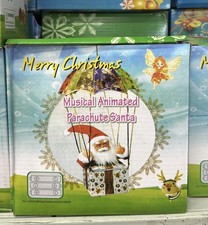 Merry Christmas
Musical Animated
Parachute Santa